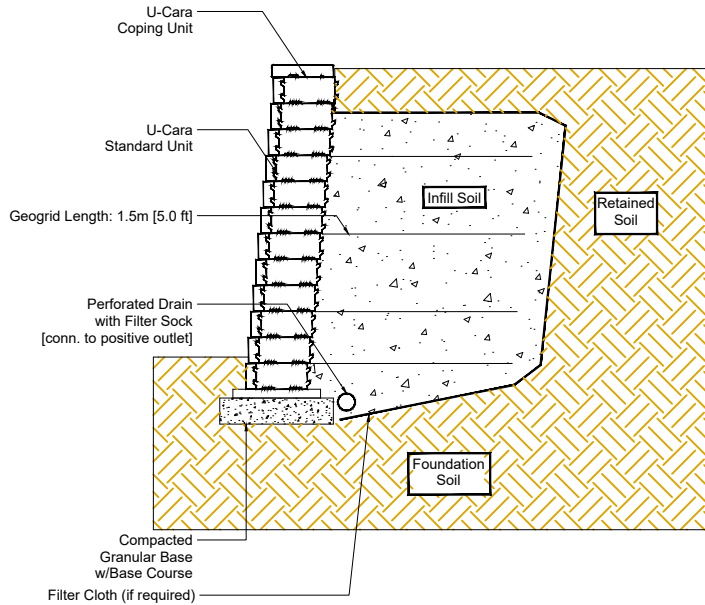 U-Cara
Coping Unit
U-Cara
Standard Unit
Infill Soil
Retained
Soil
Geogrid Length: 1.5m [5.0 ft]
Perforated Drain
with Filter Sock
[conn. to positive outlet]
Foundation
Soil
Compacted
Granular Base
w/Base Course
Filter Cloth (if required)